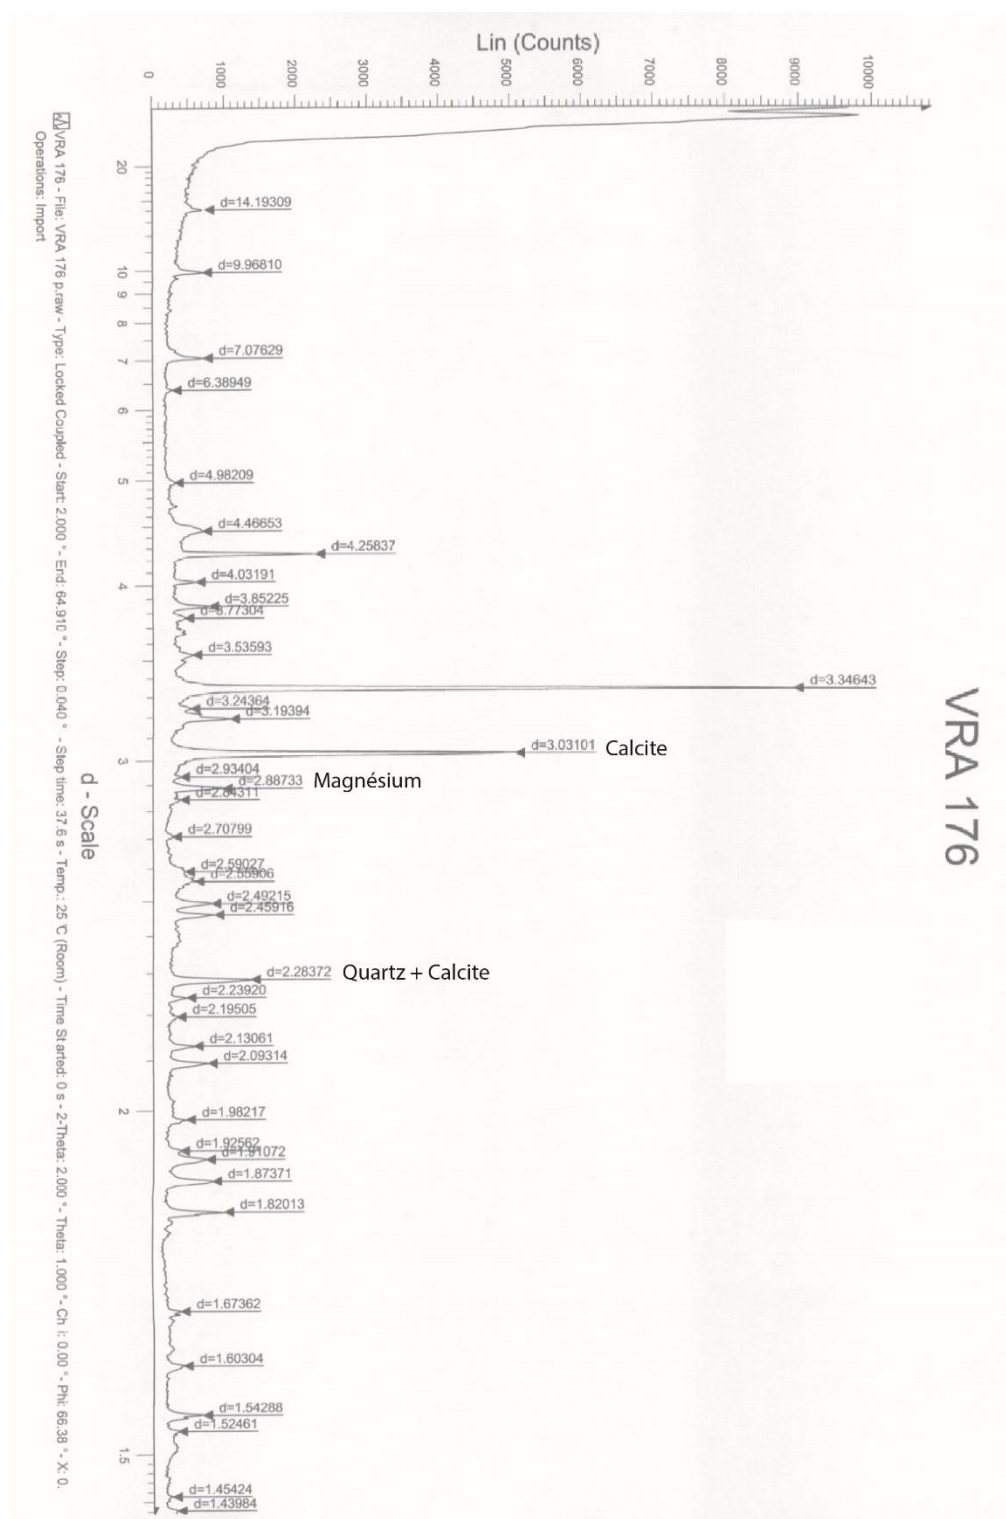 VRA 176
Lin (Counts)
0
1000
2000
3000
4000
5000
6000
7000
8000
9000
10000
20
10
9
8
7
6
5
4
3
2
1.5
d - Scale
d=14.19309
d=9.96810
d=7.07629
d=6.38949
d=4.98209
d=4.46653
d=4.25837
d=4.03191
d=3.85225
d=3.77304
d=3.53593
d=3.34643
d=3.24364
d=3.19394
d=3.03101 Calcite
d=2.93404
d=2.88733 Magnésium
d=2.84311
d=2.70799
d=2.59027
d=2.55906
d=2.49215
d=2.45916
d=2.28372 Quartz + Calcite
d=2.23920
d=2.19505
d=2.13061
d=2.09314
d=1.98217
d=1.92562
d=1.91072
d=1.87371
d=1.82013
d=1.67362
d=1.60304
d=1.54288
d=1.52461
d=1.45424
d=1.43984
VRA 176 - File: VRA 176 p.raw - Type: Locked Coupled - Start: 2.000 ° - End: 64.910 ° - Step: 0.040 ° - Step time: 37.6 s - Temp.: 25 °C (Room) - Time Started: 0 s - 2-Theta: 2.000 ° - Theta: 1.000 ° - Chi: 0.00 ° - Phi: 66.38 ° - X: 0.
Operations: Import